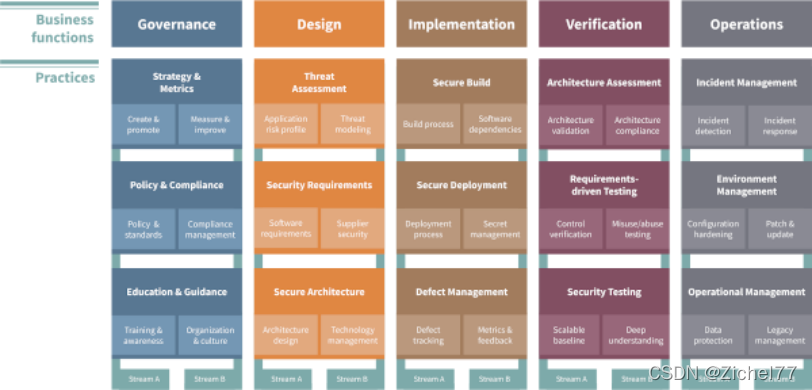 Business
functions
Governance
Design
Implementation
Verification
Operations
Practices
Strategy &
Metrics
Threat
Assessment
Secure Build
Architecture Assessment
Incident Management
Create &
promote
Measure &
improve
Application
risk profile
Threat
modeling
Build process
Software
dependencies
Architecture
validation
Architecture
compliance
Incident
detection
Incident
response
Policy & Compliance
Security Requirements
Secure Deployment
Requirements-
driven Testing
Environment
Management
Policy &
standards
Compliance
management
Software
requirements
Supplier
security
Deployment
process
Secret
management
Control
verification
Misuse/abuse
testing
Configuration
hardening
Patch &
update
Education & Guidance
Secure Architecture
Defect Management
Security Testing
Operational Management
Training &
awareness
Organization
& culture
Architecture
design
Technology
management
Defect
tracking
Metrics &
feedback
Scalable
baseline
Deep
understanding
Data
protection
Legacy
management
Stream A
Stream B
Stream A
Stream B
Stream A
Stream B
Stream A
CSDN @Zichel77